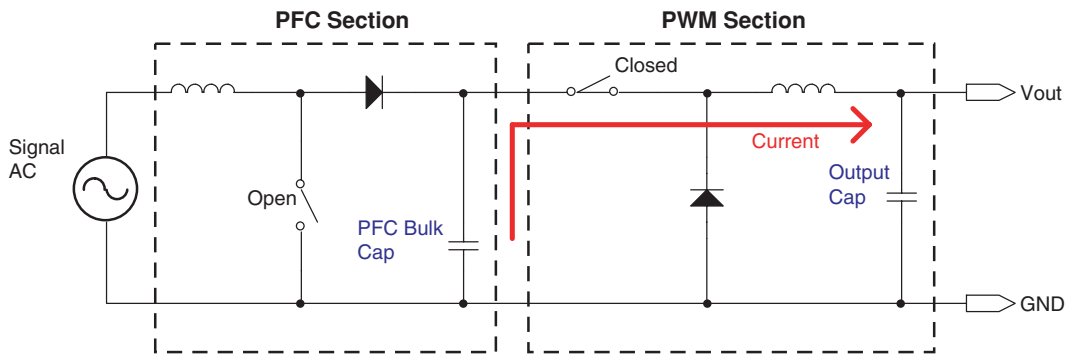 PFC Section
PWM Section
Closed
Vout
Current
Signal
AC
Output
Cap
Open
PFC Bulk
Cap
GND